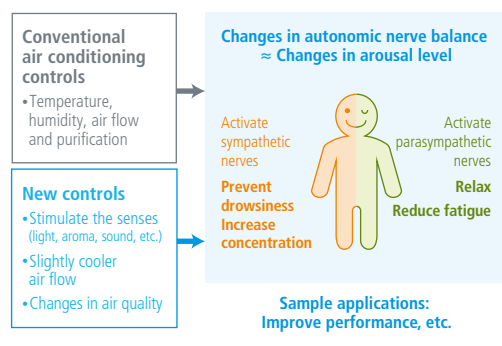 Conventional
air conditioning
controls
•Temperature,
humidity, air flow
and purification
New controls
•Stimulate the senses
(light, aroma, sound, etc.)
•Slightly cooler
air flow
•Changes in air quality
Changes in autonomic nerve balance
≈ Changes in arousal level
Activate
sympathetic
nerves
Prevent
drowsiness
Increase
concentration
Activate
parasympathetic
nerves
Relax
Reduce fatigue
Sample applications:
Improve performance, etc.